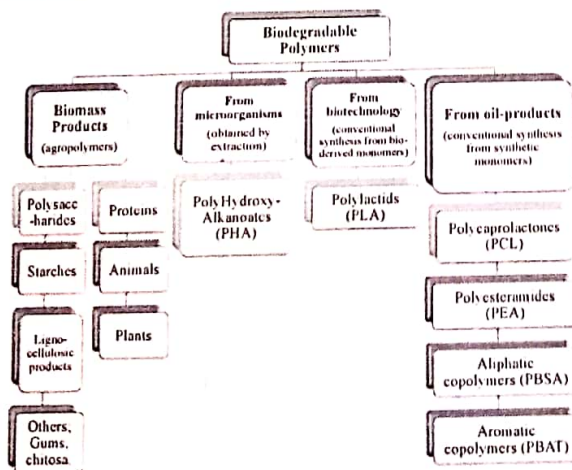 Biodegradable
Polymers
Biomass
Products
(agropolymers)
From
microorganisms
(obtained by
extraction)
From
biotechnology
(conventional
synthesis from bio-
derived monomers)
From oil-products
(conventional synthesis
from synthetic
monomers)
Polysacc
-harides
Starches
Ligno-
cellulosic
products
Others,
Gums,
chitosa
Proteins
Animals
Plants
PolyHydroxy-
Alkanoates
(PHA)
Polylactids
(PLA)
Polycaprolactones
(PCL)
Polyesteramides
(PEA)
Aliphatic
copolymers (PBSA)
Aromatic
copolymers (PBAT)